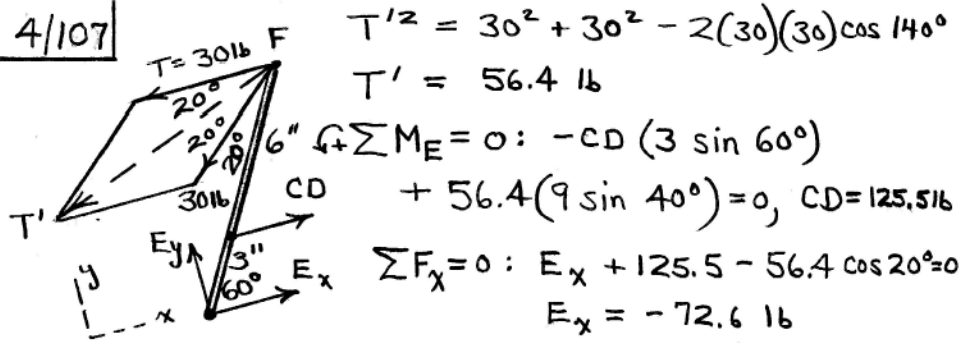 4/107
T'² = 30² + 30² - 2(30)(30) cos 140°
T' = 56.4 lb
↶+ΣM_E = 0: -CD (3 sin 60°)
+ 56.4(9 sin 40°) = 0, CD = 125.5 lb
ΣF_x = 0: E_x + 125.5 - 56.4 cos 20° = 0
E_x = -72.6 lb
F
T = 30 lb
20°
20°
20°
6"
30 lb
CD
T'
E_y
3"
60°
E_x
y
x